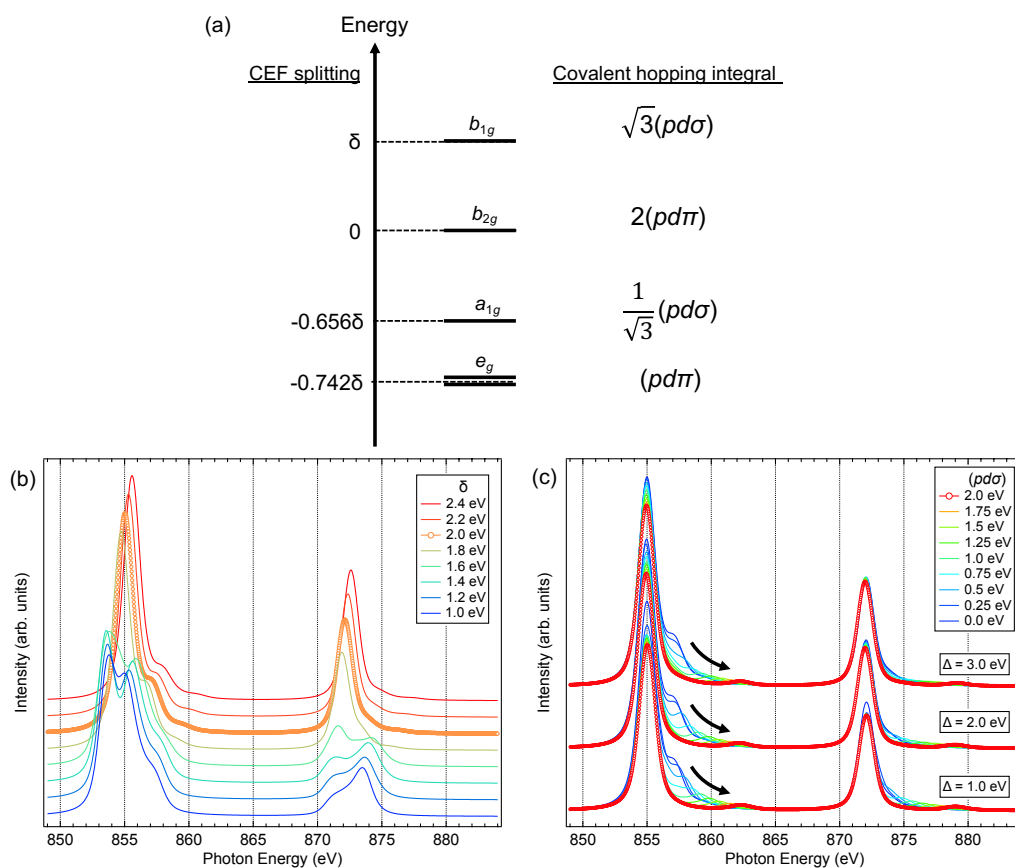 (a)
Energy
CEF splitting
Covalent hopping integral
b1g
√3(pdσ)
δ
b2g
2(pdπ)
0
a1g
1/√3 (pdσ)
-0.656δ
eg
(pdπ)
-0.742δ
(b)
δ
2.4 eV
2.2 eV
2.0 eV
1.8 eV
1.6 eV
1.4 eV
1.2 eV
1.0 eV
Intensity (arb. units)
850 855 860 865 870 875 880
Photon Energy (eV)
(c)
(pdσ)
2.0 eV
1.75 eV
1.5 eV
1.25 eV
1.0 eV
0.75 eV
0.5 eV
0.25 eV
0.0 eV
Δ = 3.0 eV
Δ = 2.0 eV
Δ = 1.0 eV
Intensity (arb. units)
850 855 860 865 870 875 880
Photon Energy (eV)